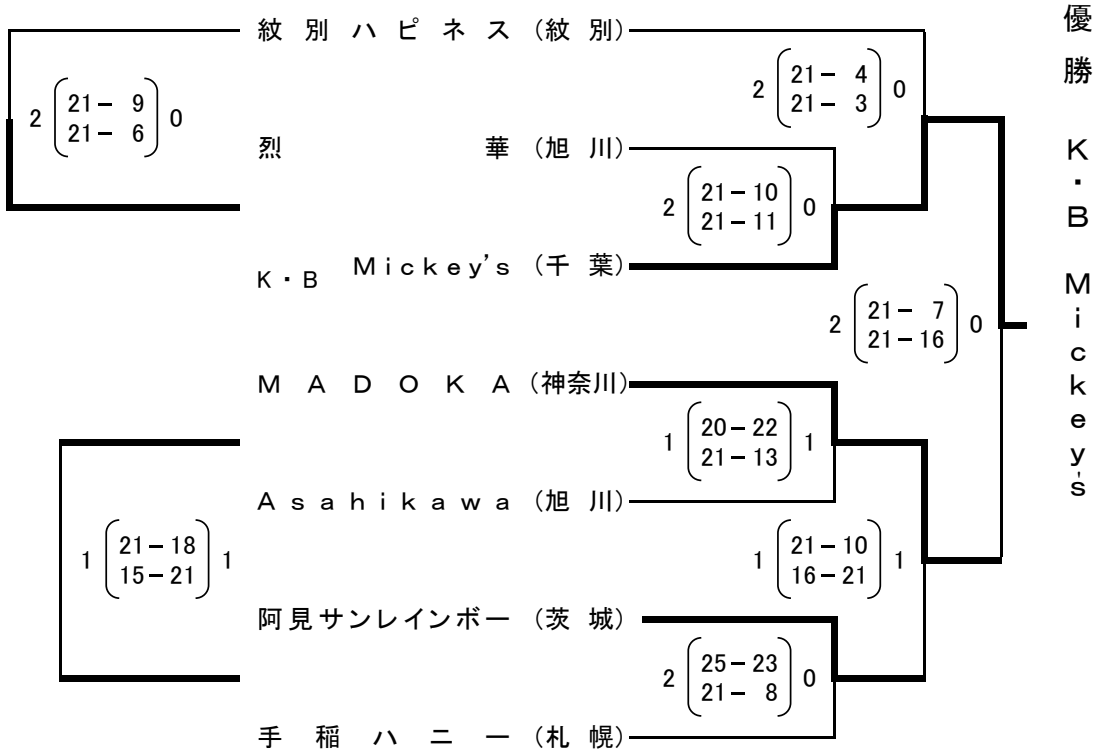 優勝 K・B Mickey's
紋別ハピネス (紋別)
2 21－ 4 0
21－ 3
2 21－ 9 0
21－ 6
烈華 (旭川)
2 21－10 0
21－11
K・B Mickey's (千葉)
2 21－ 7 0
21－16
MADOKA (神奈川)
1 20－22 1
21－13
Asahikawa (旭川)
1 21－18 1
15－21
1 21－10 1
16－21
阿見サンレインボー (茨城)
2 25－23 0
21－ 8
手稲ハニー (札幌)